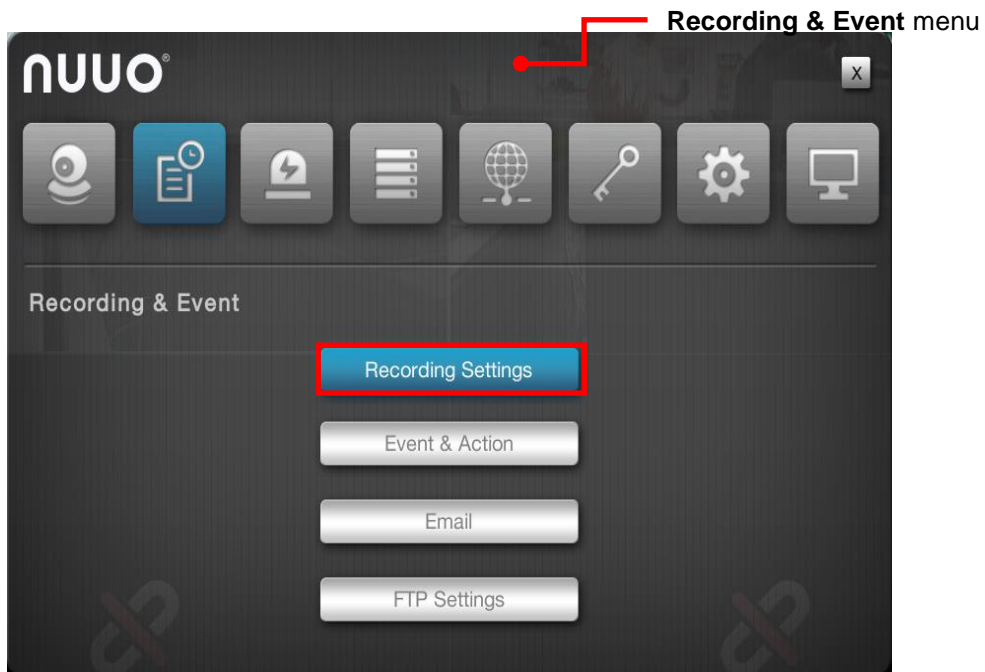 Recording & Event menu
nuuo®
X
Recording & Event
Recording Settings
Event & Action
Email
FTP Settings